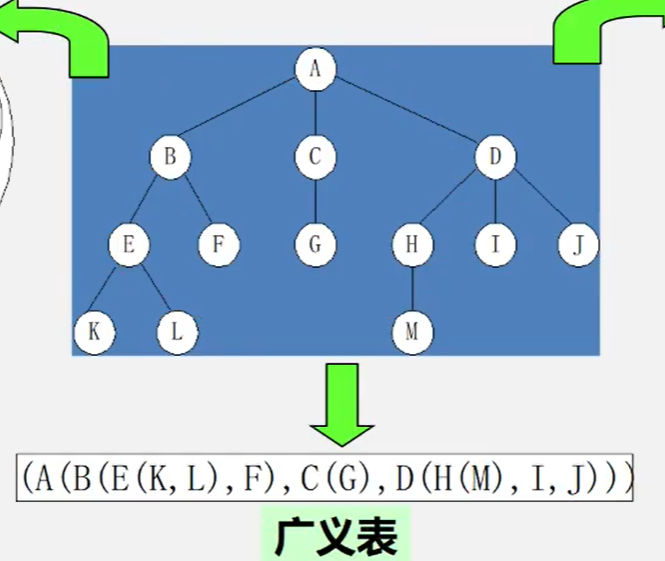 A
B C D
E F G H I J
K L M
(A(B(E(K,L),F),C(G),D(H(M),I,J)))
广义表